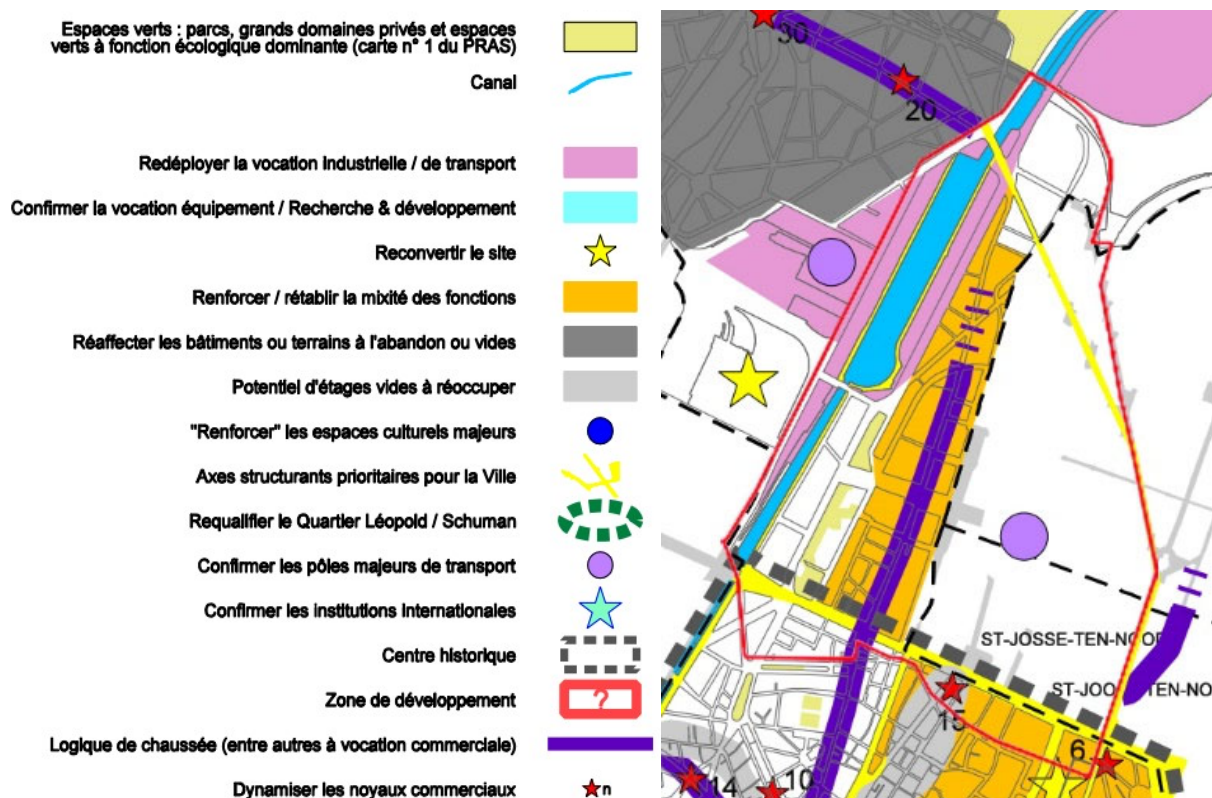 Espaces verts : parcs, grands domaines privés et espaces
verts à fonction écologique dominante (carte n° 1 du PRAS)
Canal
Redéployer la vocation industrielle / de transport
Confirmer la vocation équipement / Recherche & développement
Reconvertir le site
Renforcer / rétablir la mixité des fonctions
Réaffecter les bâtiments ou terrains à l'abandon ou vides
Potentiel d'étages vides à réoccuper
"Renforcer" les espaces culturels majeurs
Axes structurants prioritaires pour la Ville
Requalifier le Quartier Léopold / Schuman
Confirmer les pôles majeurs de transport
Confirmer les institutions internationales
Centre historique
Zone de développement
?
Logique de chaussée (entre autres à vocation commerciale)
Dynamiser les noyaux commerciaux
n
30
20
ST-JOSSE-TEN-NOOD
15
6
14
10